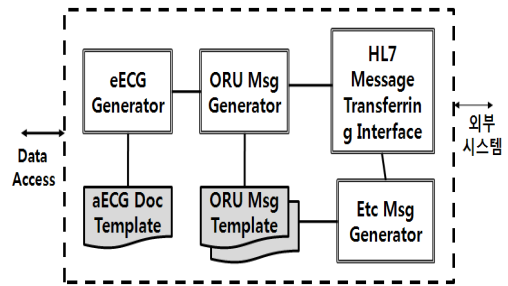 eECG
Generator
ORU Msg
Generator
HL7
Message
Transferrin
g Interface
외부
시스템
Data
Access
aECG Doc
Template
ORU Msg
Template
Etc Msg
Generator